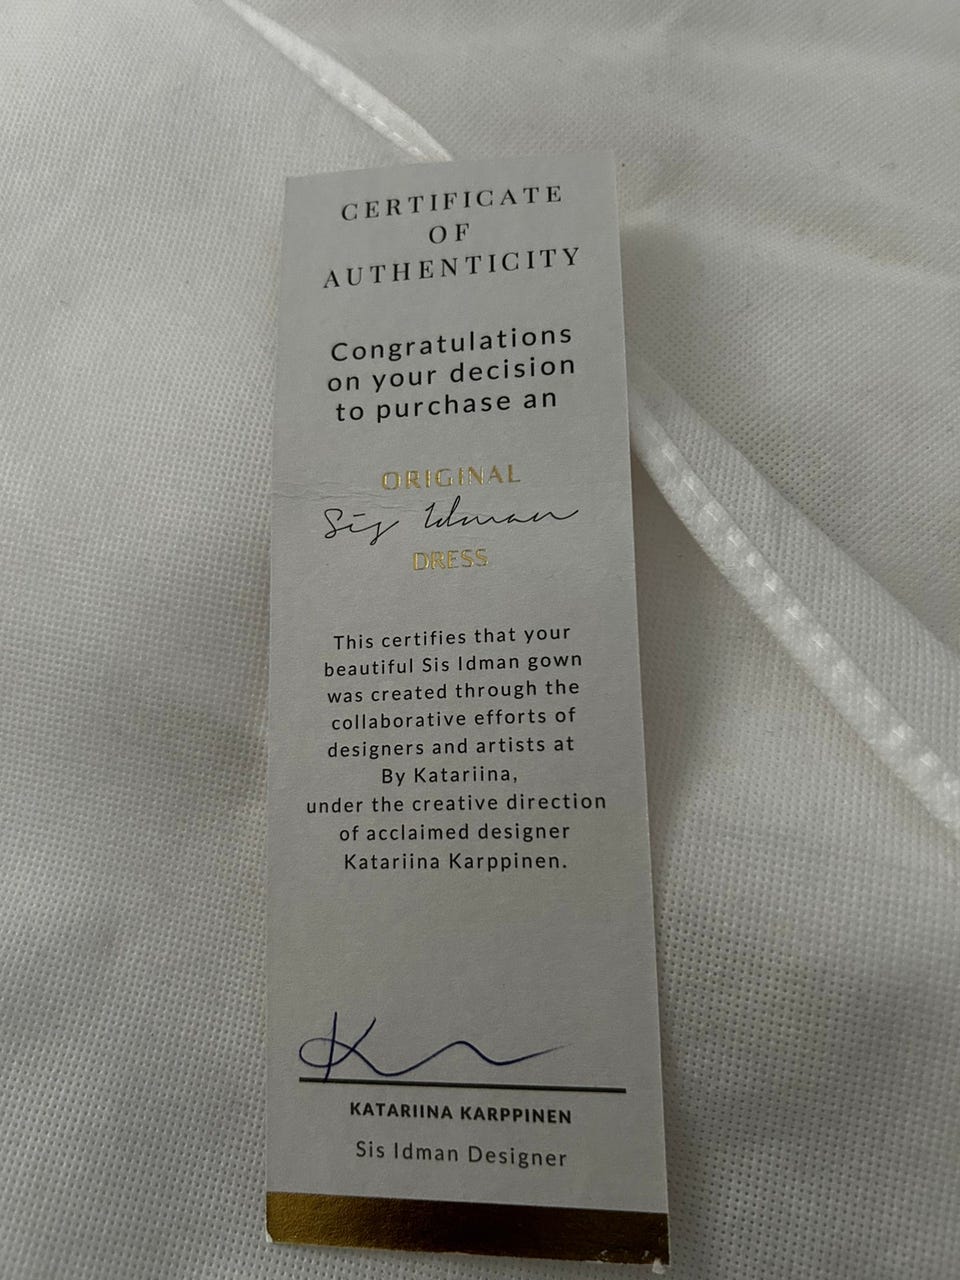 CERTIFICATE
OF
AUTHENTICITY
Congratulations
on your decision
to purchase an
ORIGINAL
Sis Idman
DRESS
This certifies that your
beautiful Sis Idman gown
was created through the
collaborative efforts of
designers and artists at
By Katariina,
under the creative direction
of acclaimed designer
Katariina Karppinen.
KATARIINA KARPPINEN
Sis Idman Designer